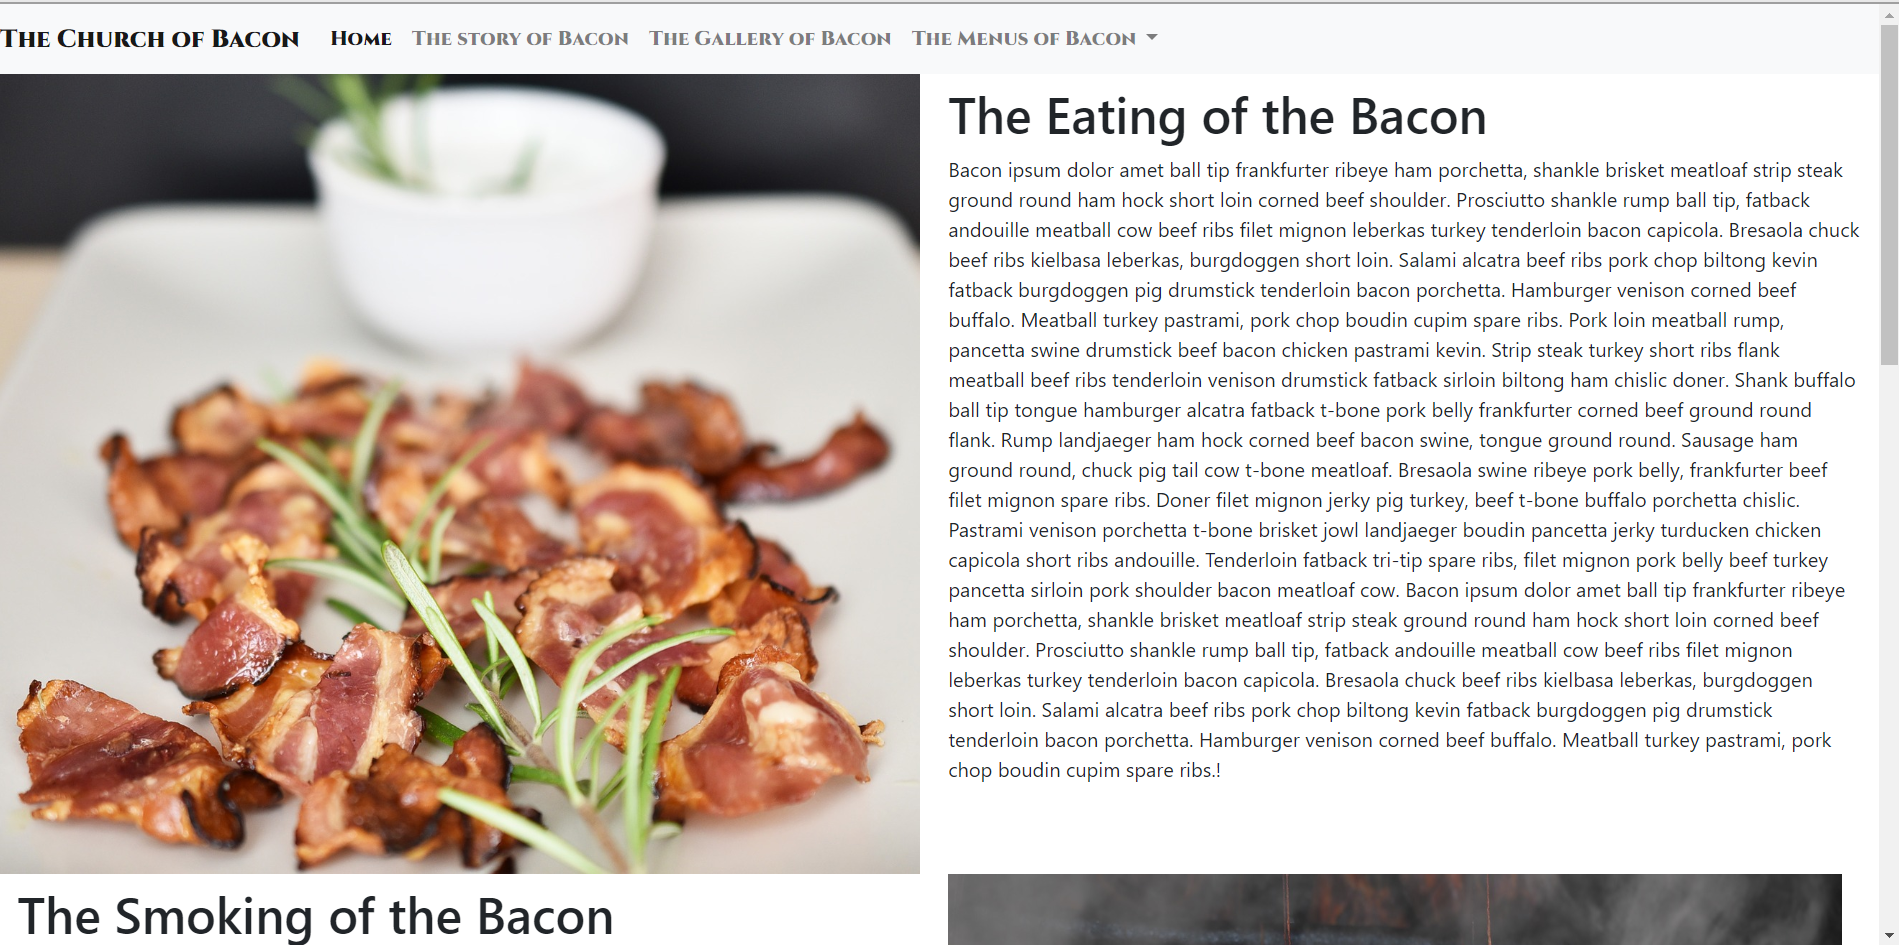 The Church of Bacon Home The story of Bacon The Gallery of Bacon The Menus of Bacon
The Eating of the Bacon
Bacon ipsum dolor amet ball tip frankfurter ribeye ham porchetta, shankle brisket meatloaf strip steak
ground round ham hock short loin corned beef shoulder. Prosciutto shankle rump ball tip, fatback
andouille meatball cow beef ribs filet mignon leberkas turkey tenderloin bacon capicola. Bresaola chuck
beef ribs kielbasa leberkas, burgdoggen short loin. Salami alcatra beef ribs pork chop biltong kevin
fatback burgdoggen pig drumstick tenderloin bacon porchetta. Hamburger venison corned beef
buffalo. Meatball turkey pastrami, pork chop boudin cupim spare ribs. Pork loin meatball rump,
pancetta swine drumstick beef bacon chicken pastrami kevin. Strip steak turkey short ribs flank
meatball beef ribs tenderloin venison drumstick fatback sirloin biltong ham chislic doner. Shank buffalo
ball tip tongue hamburger alcatra fatback t-bone pork belly frankfurter corned beef ground round
flank. Rump landjaeger ham hock corned beef bacon swine, tongue ground round. Sausage ham
ground round, chuck pig tail cow t-bone meatloaf. Bresaola swine ribeye pork belly, frankfurter beef
filet mignon spare ribs. Doner filet mignon jerky pig turkey, beef t-bone buffalo porchetta chislic.
Pastrami venison porchetta t-bone brisket jowl landjaeger boudin pancetta jerky turducken chicken
capicola short ribs andouille. Tenderloin fatback tri-tip spare ribs, filet mignon pork belly beef turkey
pancetta sirloin pork shoulder bacon meatloaf cow. Bacon ipsum dolor amet ball tip frankfurter ribeye
ham porchetta, shankle brisket meatloaf strip steak ground round ham hock short loin corned beef
shoulder. Prosciutto shankle rump ball tip, fatback andouille meatball cow beef ribs filet mignon
leberkas turkey tenderloin bacon capicola. Bresaola chuck beef ribs kielbasa leberkas, burgdoggen
short loin. Salami alcatra beef ribs pork chop biltong kevin fatback burgdoggen pig drumstick
tenderloin bacon porchetta. Hamburger venison corned beef buffalo. Meatball turkey pastrami, pork
chop boudin cupim spare ribs.!
The Smoking of the Bacon